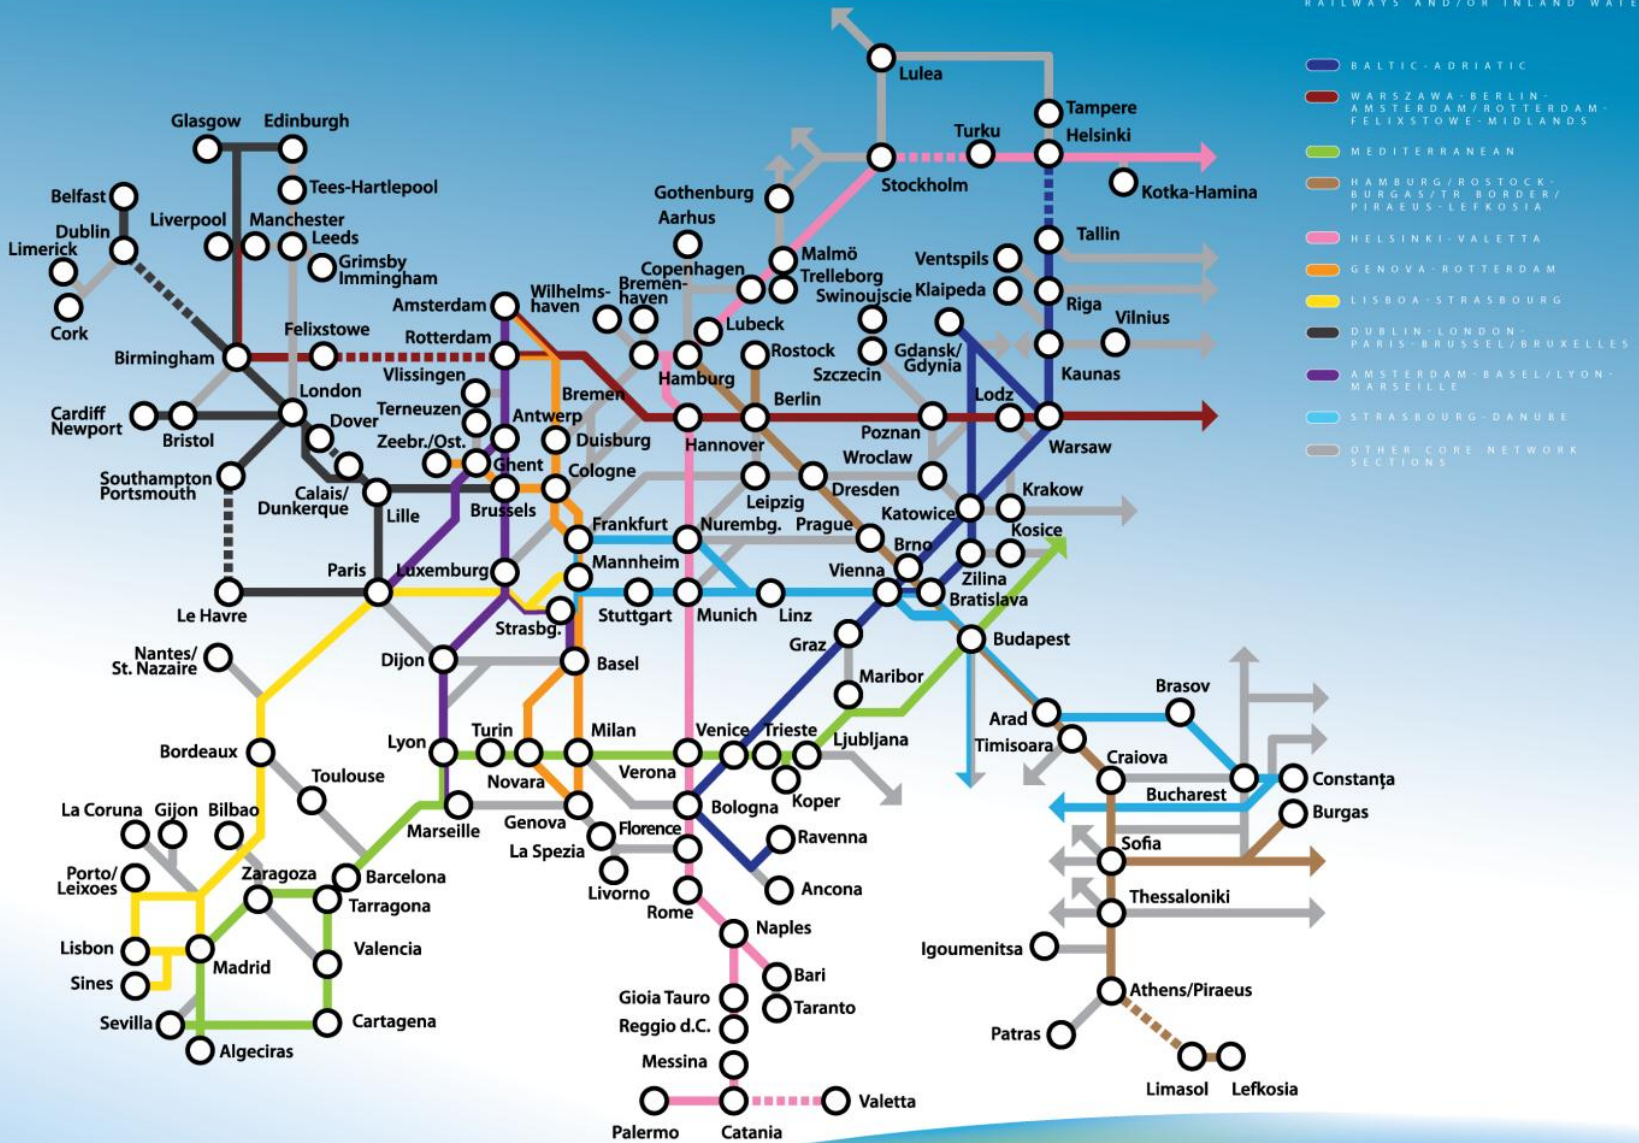 RAILWAYS AND/OR INLAND WATE
BALTIC-ADRIATIC
WARSZAWA-BERLIN-
AMSTERDAM/ROTTERDAM-
FELIXSTOWE-MIDLANDS
MEDITERRANEAN
HAMBURG/ROSTOCK-
BURGAS/TR BORDER/
PIRAEUS-LEFKOSIA
HELSINKI-VALETTA
GENOVA-ROTTERDAM
LISBOA-STRASBOURG
DUBLIN-LONDON-
PARIS-BRUSSEL/BRUXELLES
AMSTERDAM-BASEL/LYON-
MARSEILLE
STRASBOURG-DANUBE
OTHER CORE NETWORK
SECTIONS
Lulea
Tampere
Glasgow
Edinburgh
Turku
Helsinki
Stockholm
Kotka-Hamina
Tees-Hartlepool
Belfast
Gothenburg
Aarhus
Liverpool
Manchester
Dublin
Leeds
Limerick
Grimsby
Immingham
Tallin
Malmö
Ventspils
Copenhagen
Trelleborg
Bremen-
haven
Wilhelms-
haven
Swinoujscie
Klaipeda
Riga
Amsterdam
Cork
Felixstowe
Rotterdam
Lubeck
Vilnius
Birmingham
Rostock
Gdansk/
Gdynia
Vlissingen
Hamburg
Szczecin
Kaunas
London
Bremen
Berlin
Lodz
Terneuzen
Cardiff
Newport
Bristol
Dover
Antwerp
Zeebr./Ost.
Duisburg
Hannover
Poznan
Warsaw
Wroclaw
Ghent
Cologne
Southampton
Portsmouth
Calais/
Dunkerque
Lille
Brussels
Leipzig
Dresden
Krakow
Katowice
Frankfurt
Nurembg.
Prague
Kosice
Brno
Paris
Luxemburg
Mannheim
Vienna
Zilina
Bratislava
Le Havre
Strasbg.
Stuttgart
Munich
Linz
Graz
Budapest
Nantes/
St. Nazaire
Dijon
Basel
Maribor
Brasov
Arad
Timisoara
Bordeaux
Lyon
Turin
Milan
Venice
Trieste
Ljubljana
Novara
Verona
Craiova
Bucharest
Constanţa
Toulouse
Koper
La Coruna
Gijon
Bilbao
Marseille
Genova
Florence
Bologna
Burgas
Ravenna
La Spezia
Sofia
Porto/
Leixoes
Zaragoza
Barcelona
Livorno
Ancona
Tarragona
Rome
Thessaloniki
Naples
Lisbon
Madrid
Valencia
Igoumenitsa
Sines
Bari
Gioia Tauro
Taranto
Athens/Piraeus
Sevilla
Cartagena
Reggio d.C.
Patras
Algeciras
Messina
Limasol
Lefkosia
Valetta
Palermo
Catania